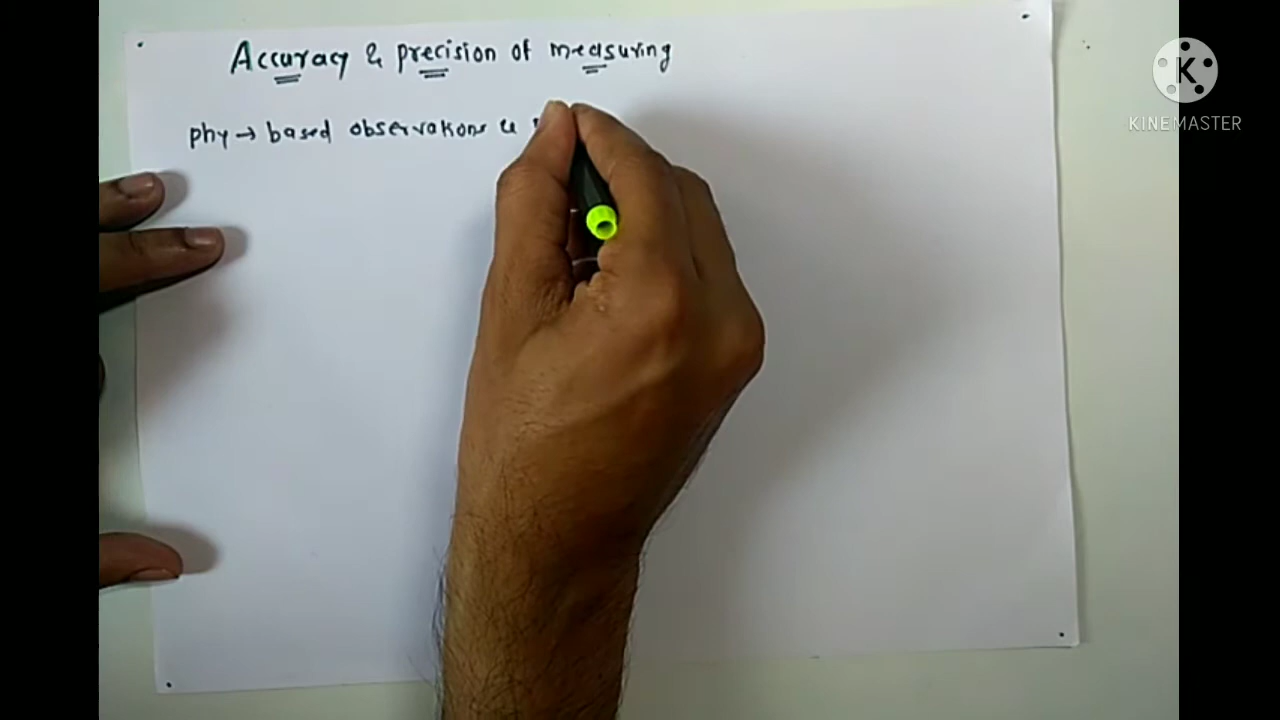 Accuracy & precision of measuring
phy → based observations &
K
KINEMASTER